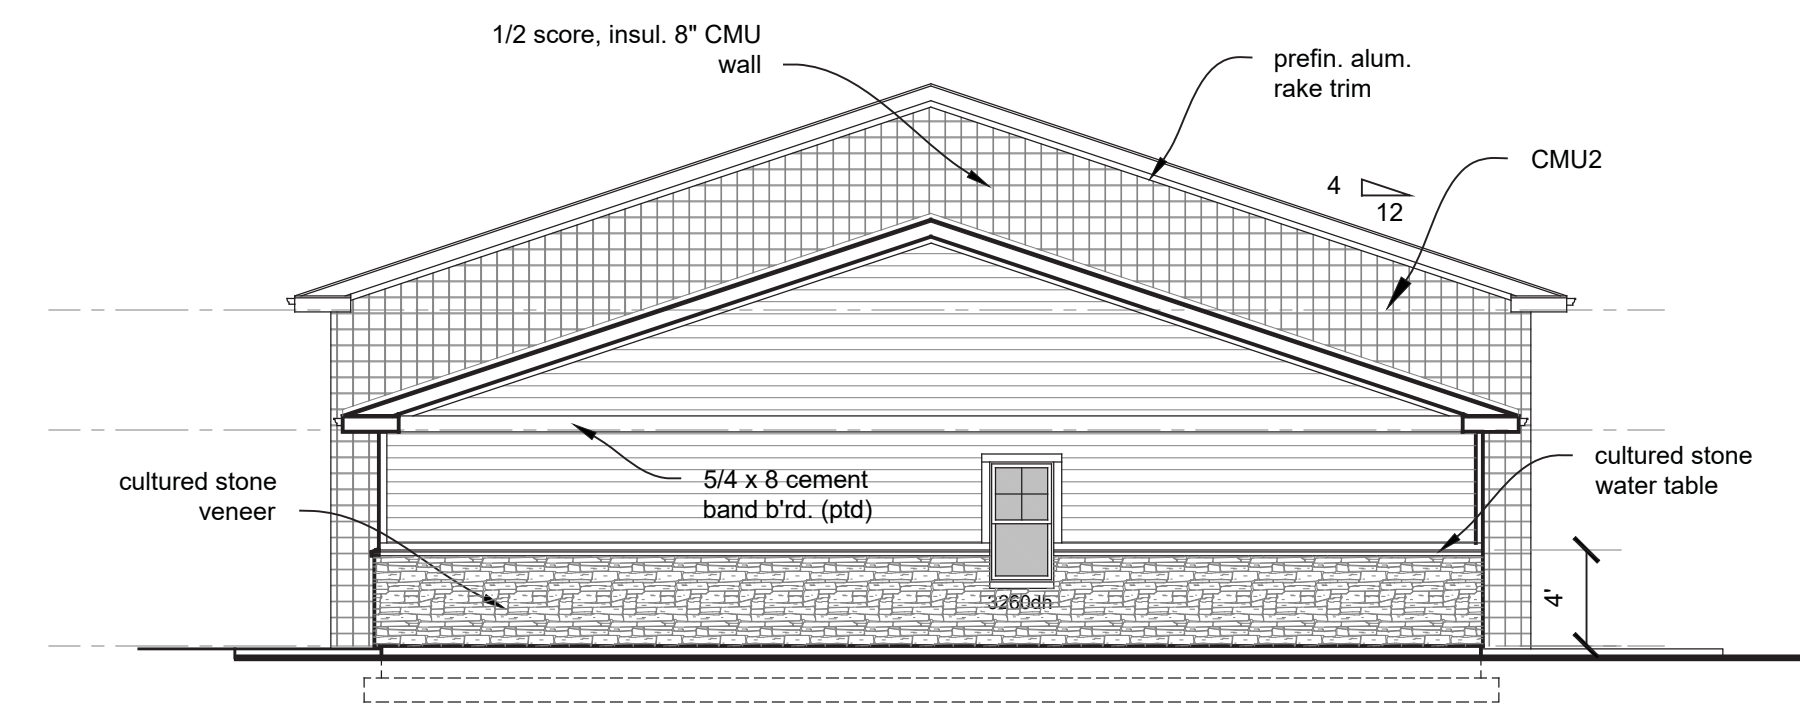 1/2 score, insul. 8" CMU
wall
prefin. alum.
rake trim
CMU2
4
12
cultured stone
veneer
5/4 x 8 cement
band b'rd. (ptd)
cultured stone
water table
3260dh
4'